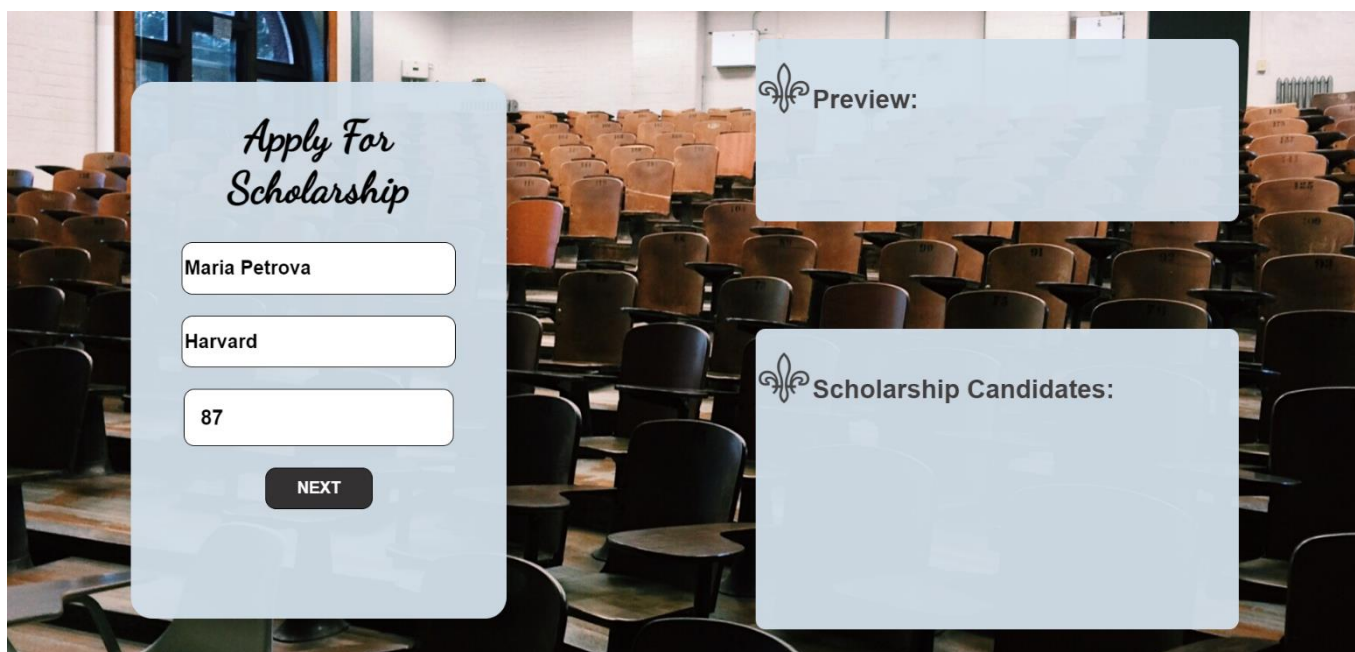 Apply For
Scholarship
Maria Petrova
Harvard
87
NEXT
Preview:
Scholarship Candidates: